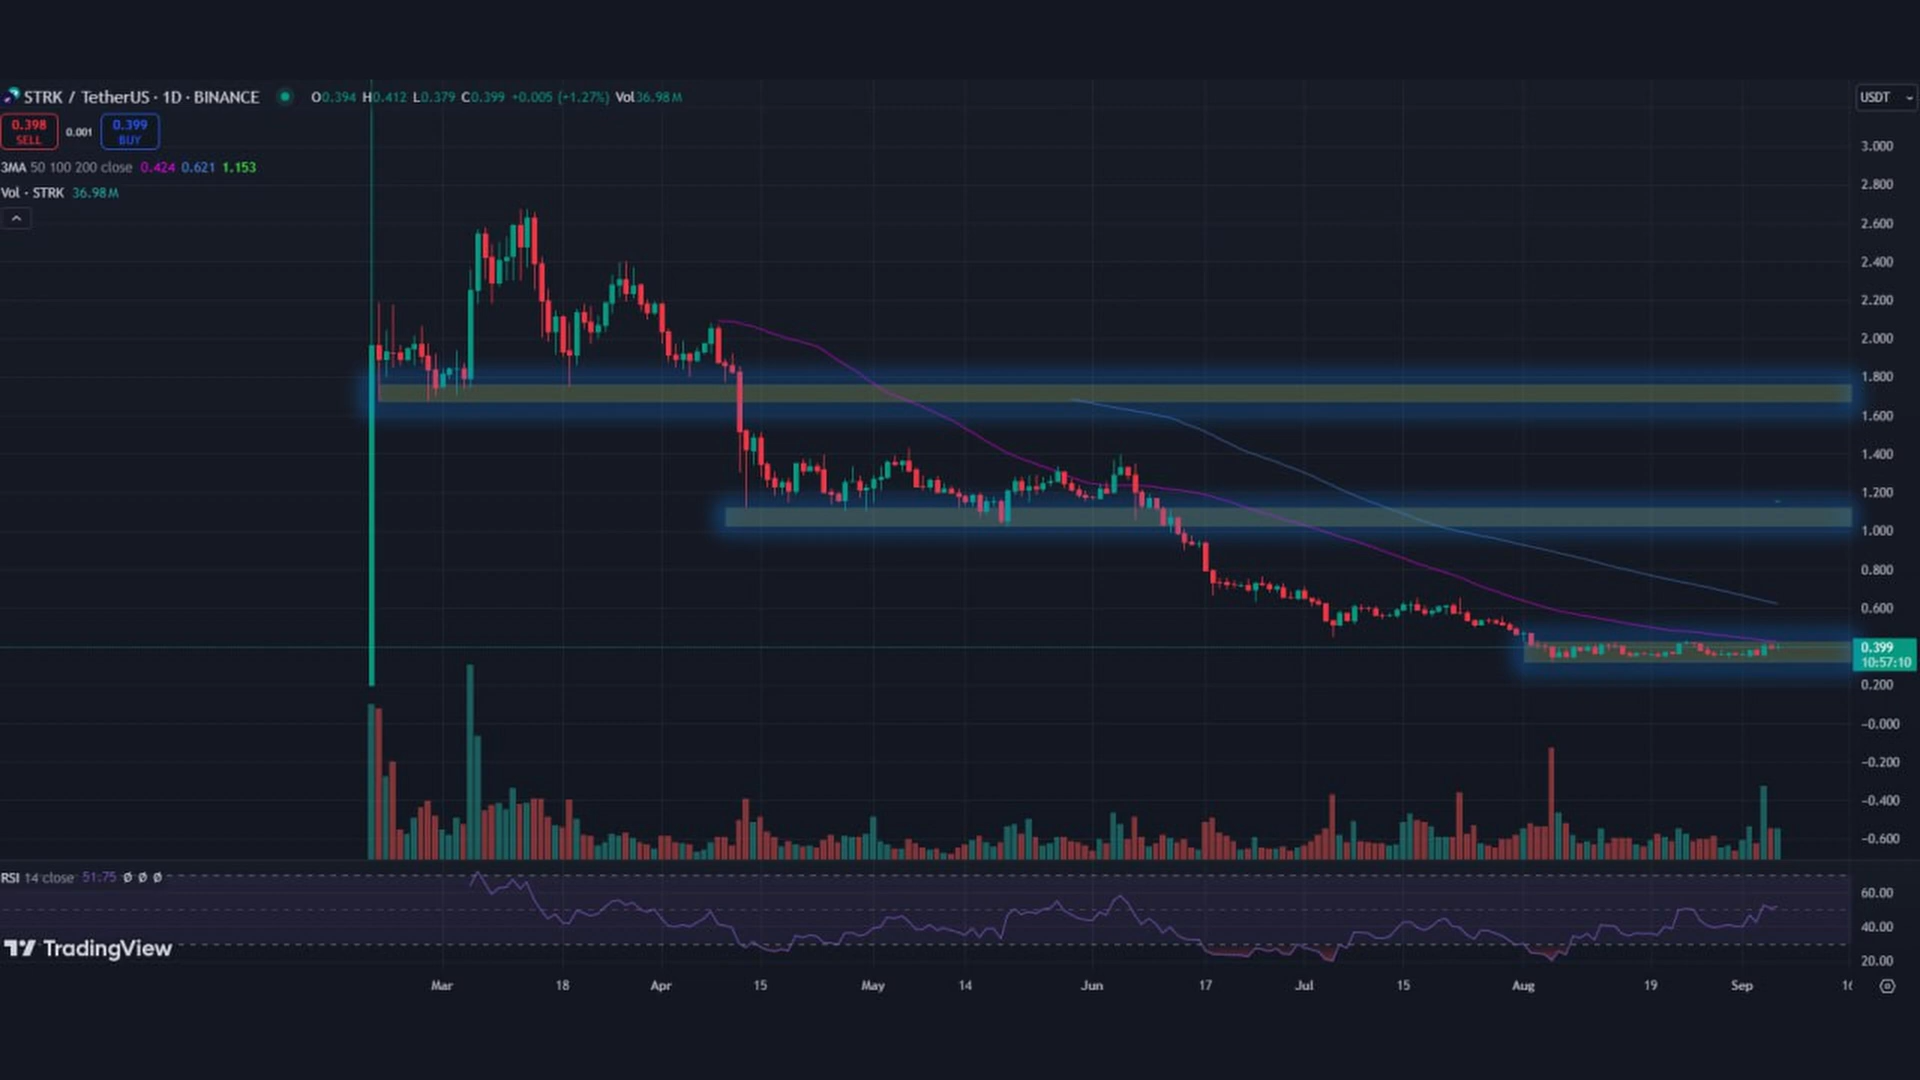 STRK / TetherUS · 1D · BINANCE O0.394 H0.412 L0.379 C0.399 +0.005 (+1.27%) Vol36.98M
USDT
0.398 0.001 0.399
SELL BUY
3MA 50 100 200 close 0.424 0.621 1.153
Vol · STRK 36.98M
3.000
2.800
2.600
2.400
2.200
2.000
1.800
1.600
1.400
1.200
1.000
0.800
0.600
0.399
10:57:10
0.200
−0.000
−0.200
−0.400
−0.600
RSI 14 close 51.75 Ø Ø Ø
60.00
40.00
20.00
TradingView
Mar 18 Apr 15 May 14 Jun 17 Jul 15 Aug 19 Sep 16